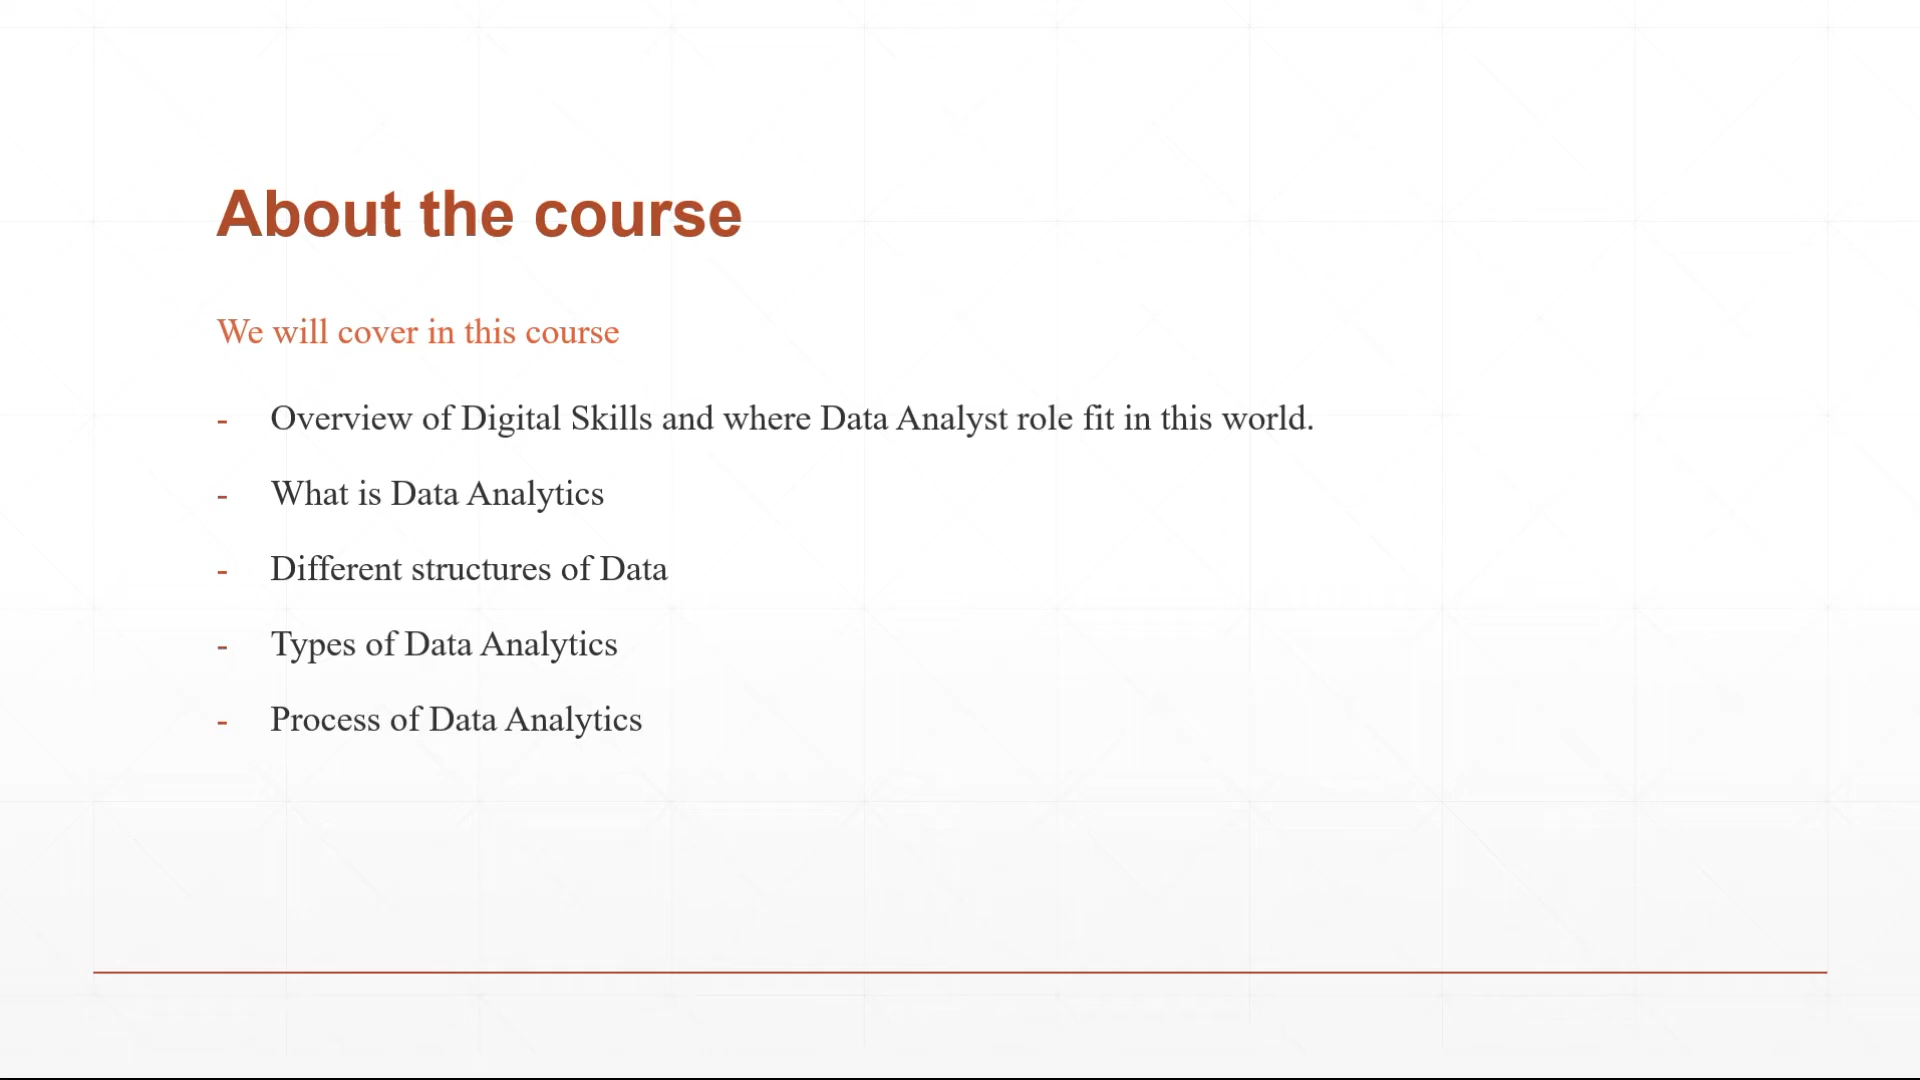 About the course
We will cover in this course
- Overview of Digital Skills and where Data Analyst role fit in this world.
- What is Data Analytics
- Different structures of Data
- Types of Data Analytics
- Process of Data Analytics